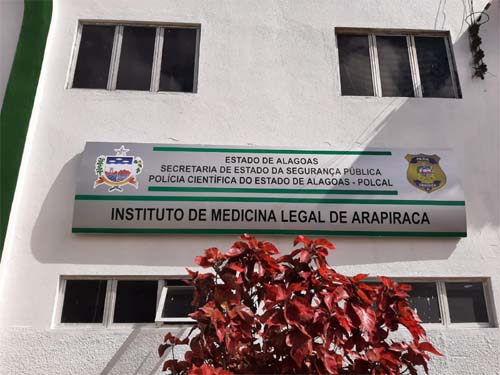 ESTADO DE ALAGOAS
SECRETARIA DE ESTADO DA SEGURANÇA PÚBLICA
POLÍCIA CIENTÍFICA DO ESTADO DE ALAGOAS - POLCAL
INSTITUTO DE MEDICINA LEGAL DE ARAPIRACA